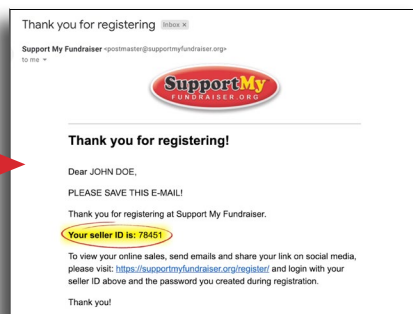 Thank you for registering Inbox x
Support My Fundraiser <postmaster@supportmyfundraiser.org>
to me
SupportMy
FUNDRAISER.ORG
Thank you for registering!
Dear JOHN DOE,
PLEASE SAVE THIS E-MAIL!
Thank you for registering at Support My Fundraiser.
Your seller ID is: 78451
To view your online sales, send emails and share your link on social media,
please visit: https://supportmyfundraiser.org/register/ and login with your
seller ID above and the password you created during registration.
Thank you!